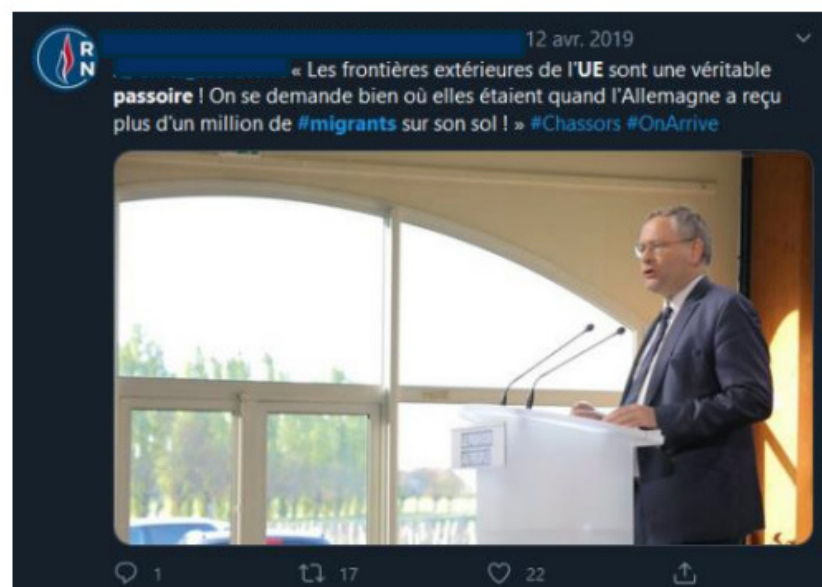 R
N
12 avr. 2019
« Les frontières extérieures de l'UE sont une véritable
passoire ! On se demande bien où elles étaient quand l'Allemagne a reçu
plus d'un million de #migrants sur son sol ! » #Chassors #OnArrive
1 17 22